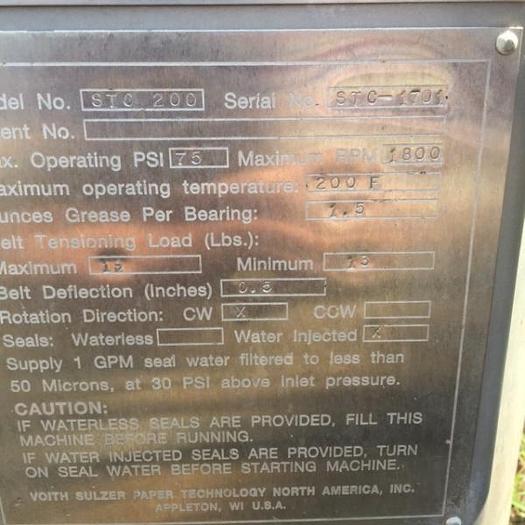 del No. STC 200 Serial No. STC-1701
ent No.
ax. Operating PSI 75 Maximum RPM 1800
aximum operating temperature: 200 F
unces Grease Per Bearing: 1.5
elt Tensioning Load (Lbs.):
Maximum Minimum 13
Belt Deflection (Inches) 0.5
Rotation Direction: CW X CCW
Seals: Waterless Water Injected X
Supply 1 GPM seal water filtered to less than
50 Microns, at 30 PSI above inlet pressure.
CAUTION:
IF WATERLESS SEALS ARE PROVIDED, FILL THIS
MACHINE BEFORE RUNNING.
IF WATER INJECTED SEALS ARE PROVIDED, TURN
ON SEAL WATER BEFORE STARTING MACHINE.
VOITH SULZER PAPER TECHNOLOGY NORTH AMERICA, INC.
APPLETON, WI U.S.A.